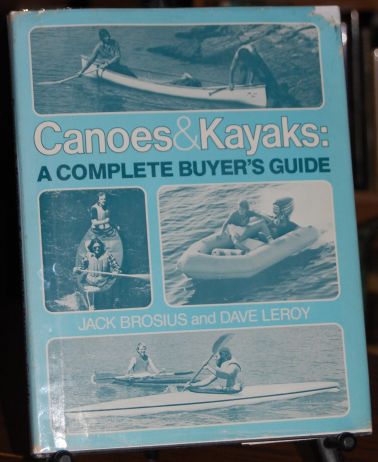 Canoes&Kayaks:
A COMPLETE BUYER'S GUIDE
JACK BROSIUS and DAVE LEROY